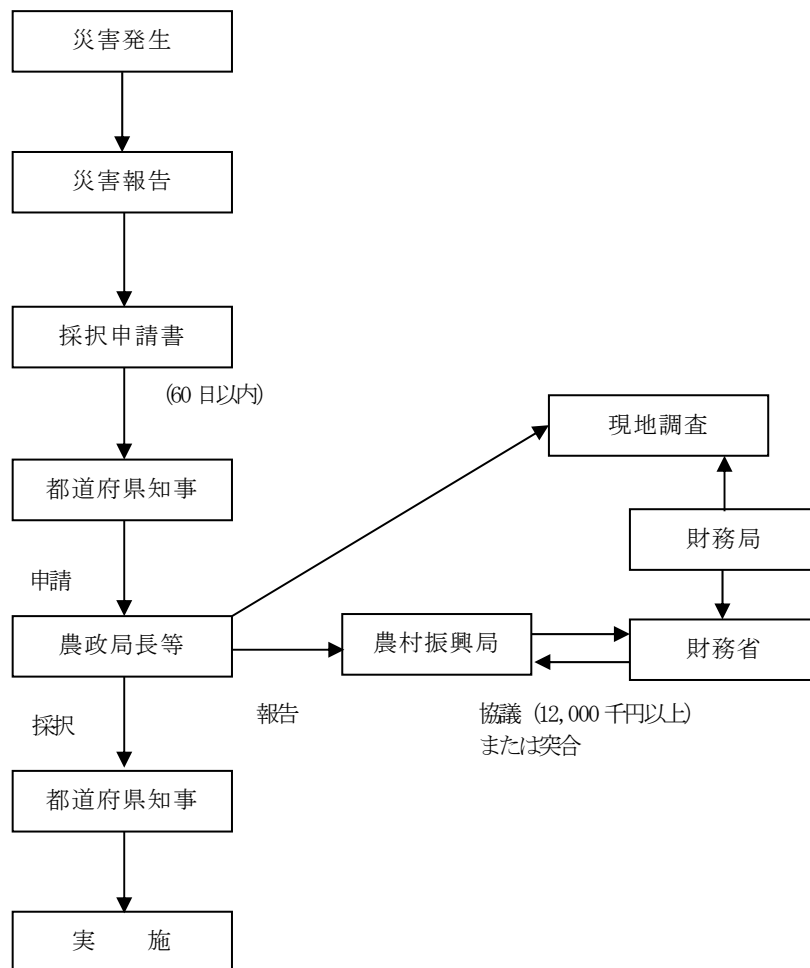 災害発生
災害報告
採択申請書
(60 日以内)
現地調査
都道府県知事
財務局
申請
農政局長等
農村振興局
財務省
採択
報告
協議 (12,000 千円以上)
または突合
都道府県知事
実　　施